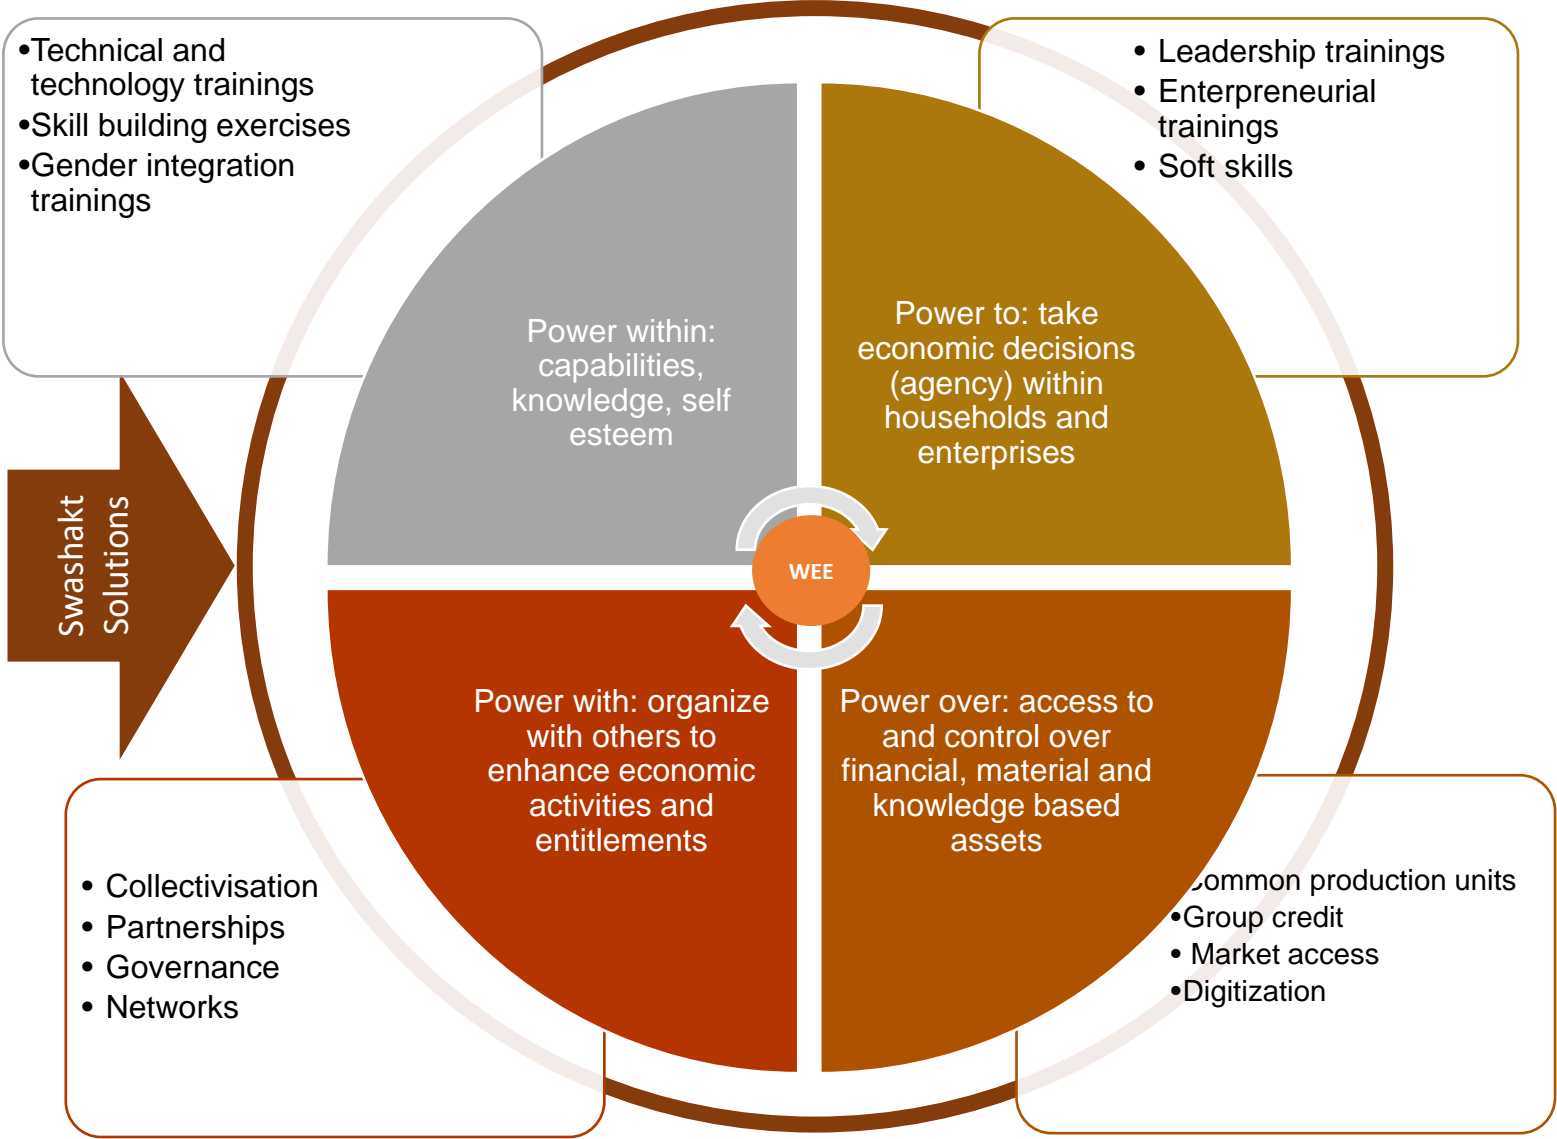 •Technical and
technology trainings
•Skill building exercises
•Gender integration
trainings
• Leadership trainings
• Enterpreneurial
trainings
• Soft skills
Power within:
capabilities,
knowledge, self
esteem
Power to: take
economic decisions
(agency) within
households and
enterprises
Swashakt
Solutions
WEE
Power with: organize
with others to
enhance economic
activities and
entitlements
Power over: access to
and control over
financial, material and
knowledge based
assets
• Collectivisation
• Partnerships
• Governance
• Networks
Common production units
•Group credit
• Market access
•Digitization